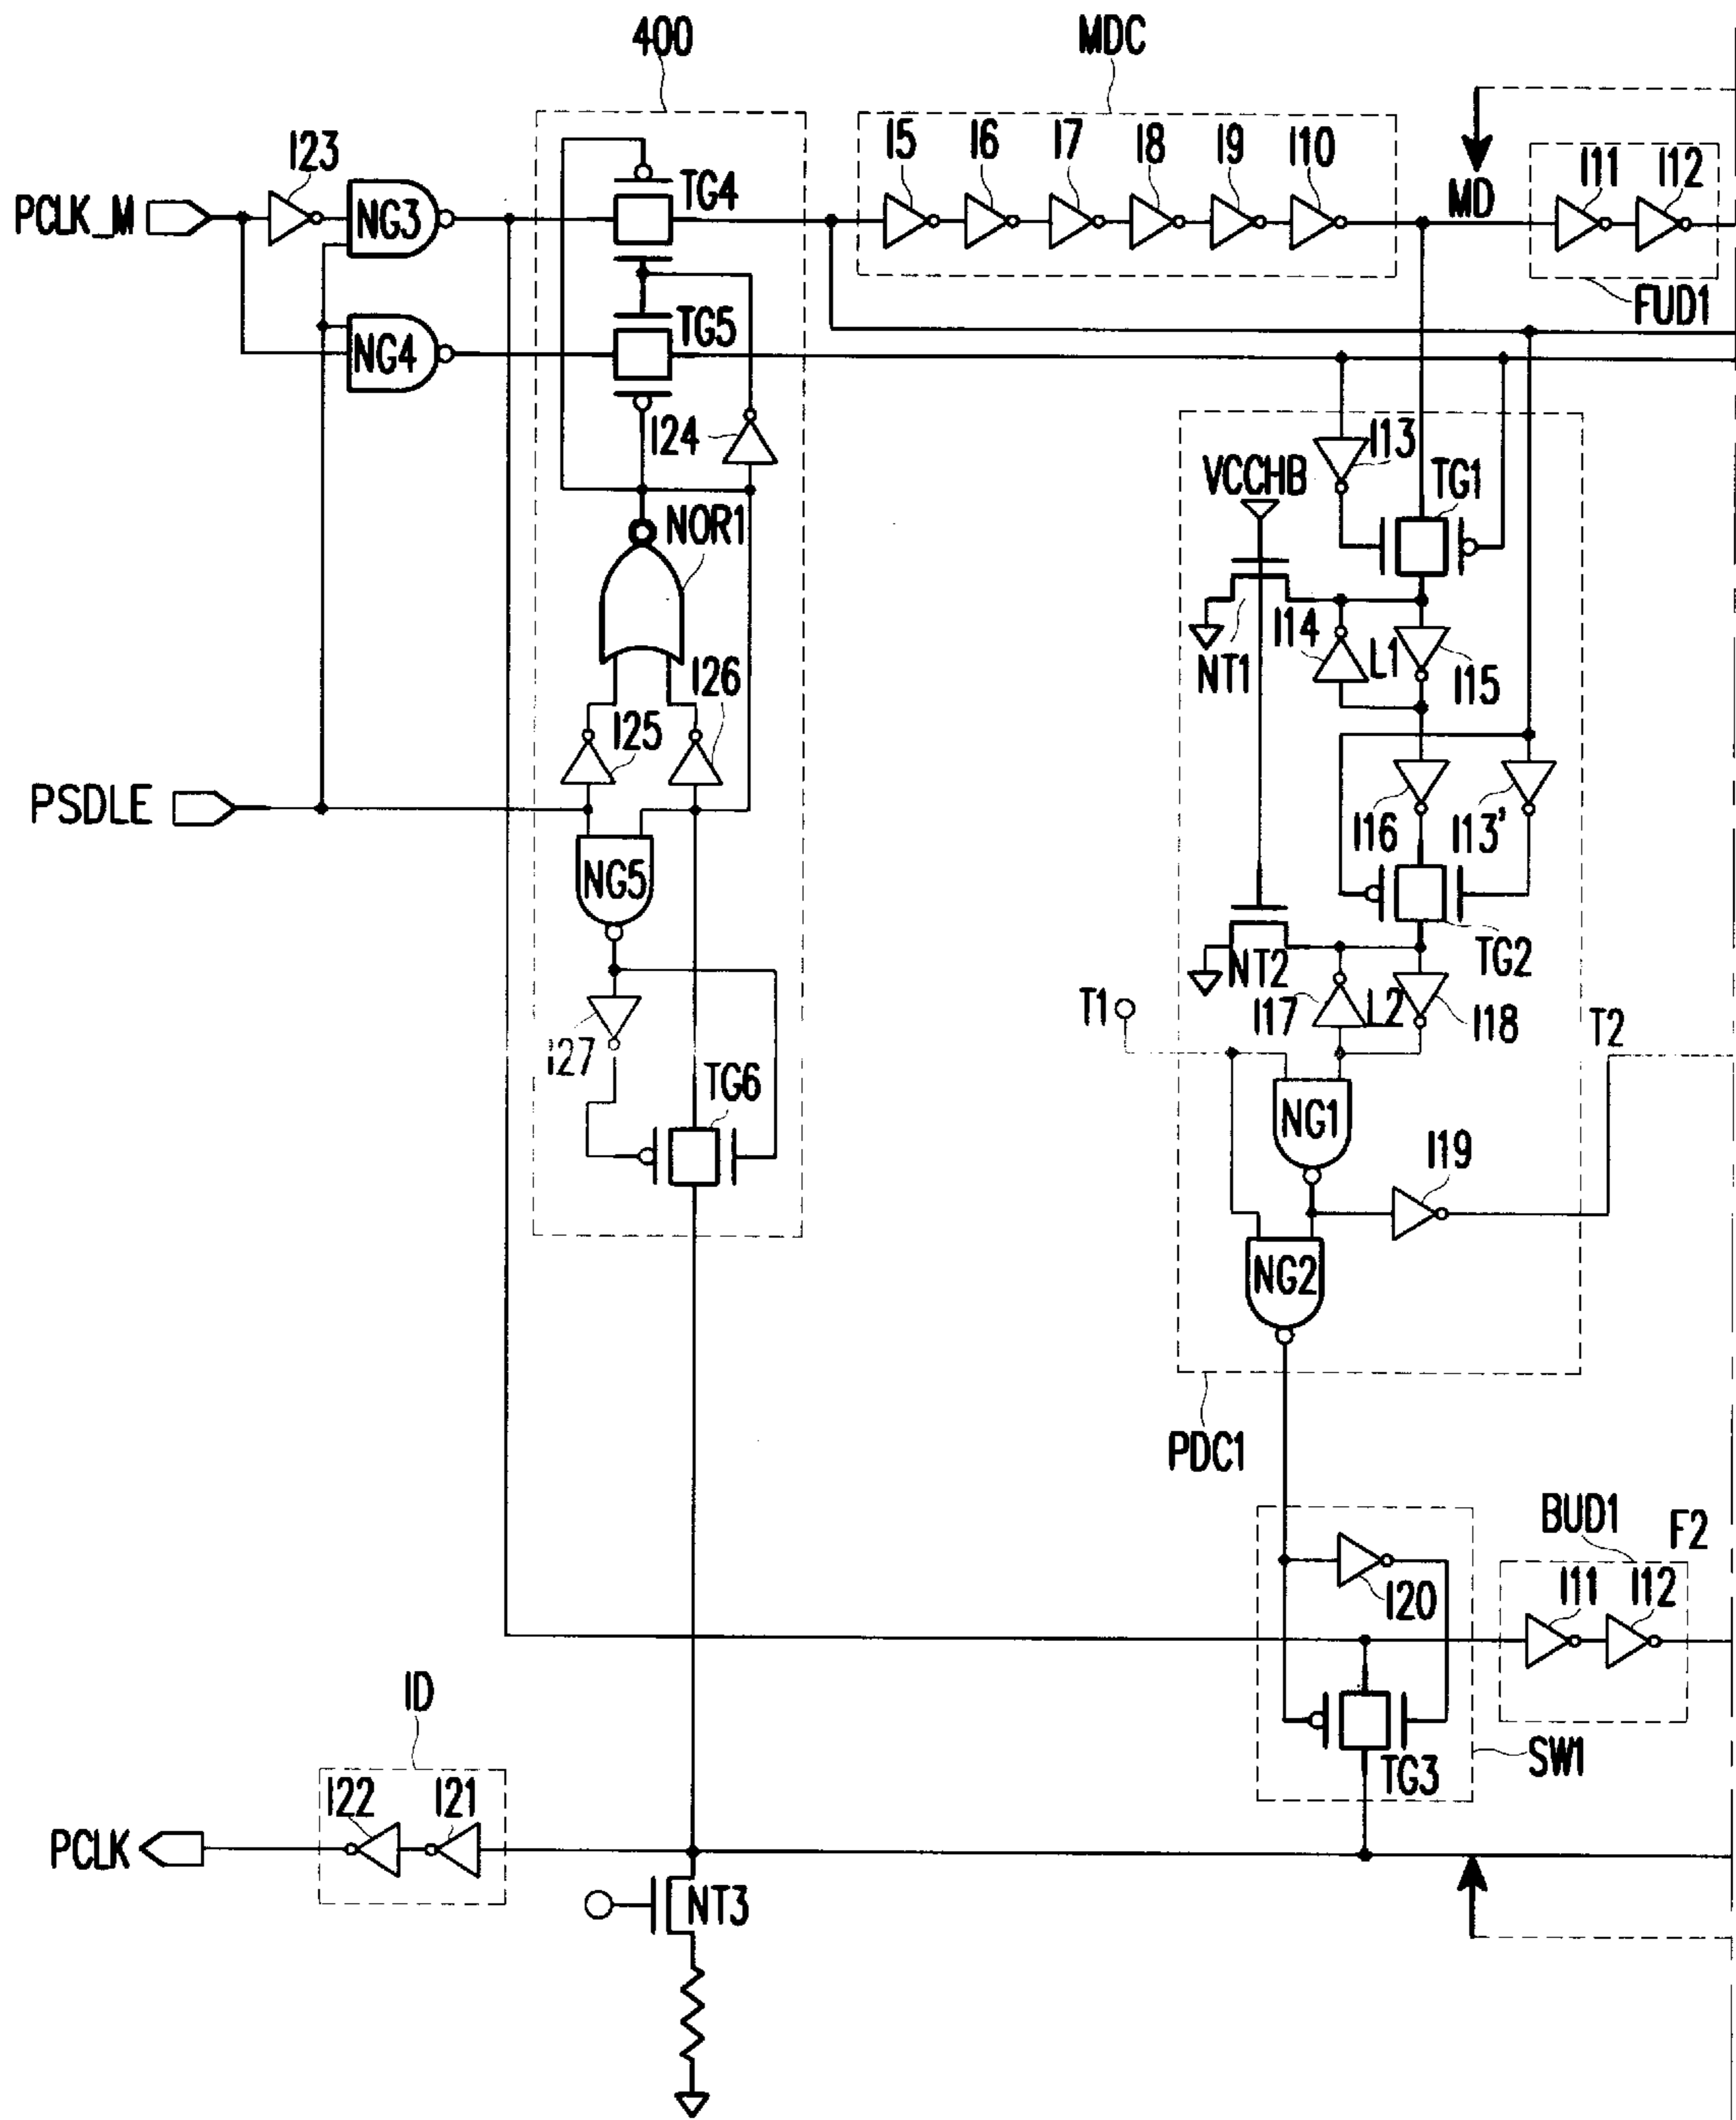 400
MDC
I23
PCLK_M
NG3
TG4
I5
I6
I7
I8
I9
I10
MD
I11
I12
FUD1
NG4
TG5
I24
I13
VCCHB
TG1
NOR1
I14
L1
I15
NT1
I26
I25
PSDLE
I16
I13'
NG5
TG2
NT2
I17
L2
I18
T1
T2
I27
TG6
NG1
I19
NG2
PDC1
BUD1
F2
I20
I11
I12
ID
SW1
TG3
I22
I21
PCLK
NT3